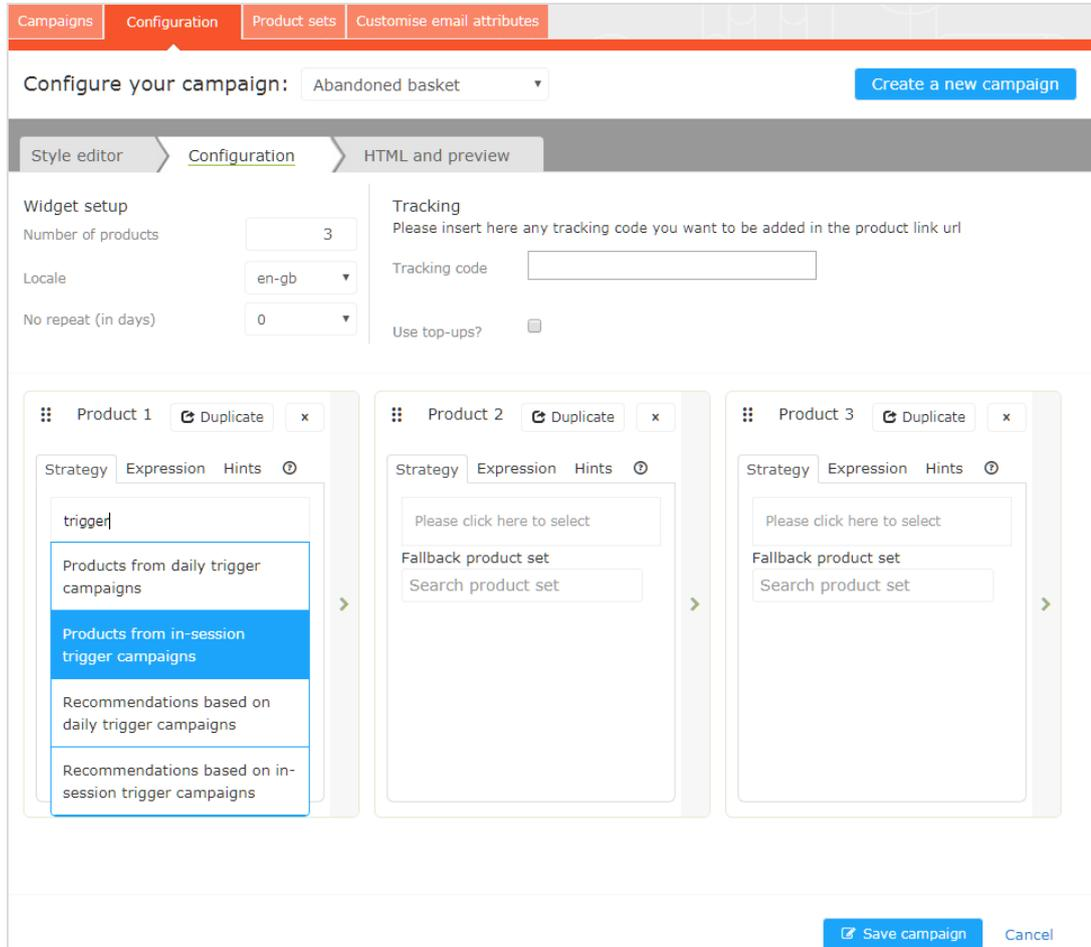 Campaigns
Configuration
Product sets
Customise email attributes
Configure your campaign:
Abandoned basket
Create a new campaign
Style editor
Configuration
HTML and preview
Widget setup
Number of products
3
Locale
en-gb
No repeat (in days)
0
Tracking
Please insert here any tracking code you want to be added in the product link url
Tracking code
Use top-ups?
Product 1
Duplicate
x
Strategy
Expression
Hints
trigger
Products from daily trigger
campaigns
Products from in-session
trigger campaigns
Recommendations based on
daily trigger campaigns
Recommendations based on in-
session trigger campaigns
Product 2
Duplicate
x
Strategy
Expression
Hints
Please click here to select
Fallback product set
Search product set
Product 3
Duplicate
x
Strategy
Expression
Hints
Please click here to select
Fallback product set
Search product set
Save campaign
Cancel